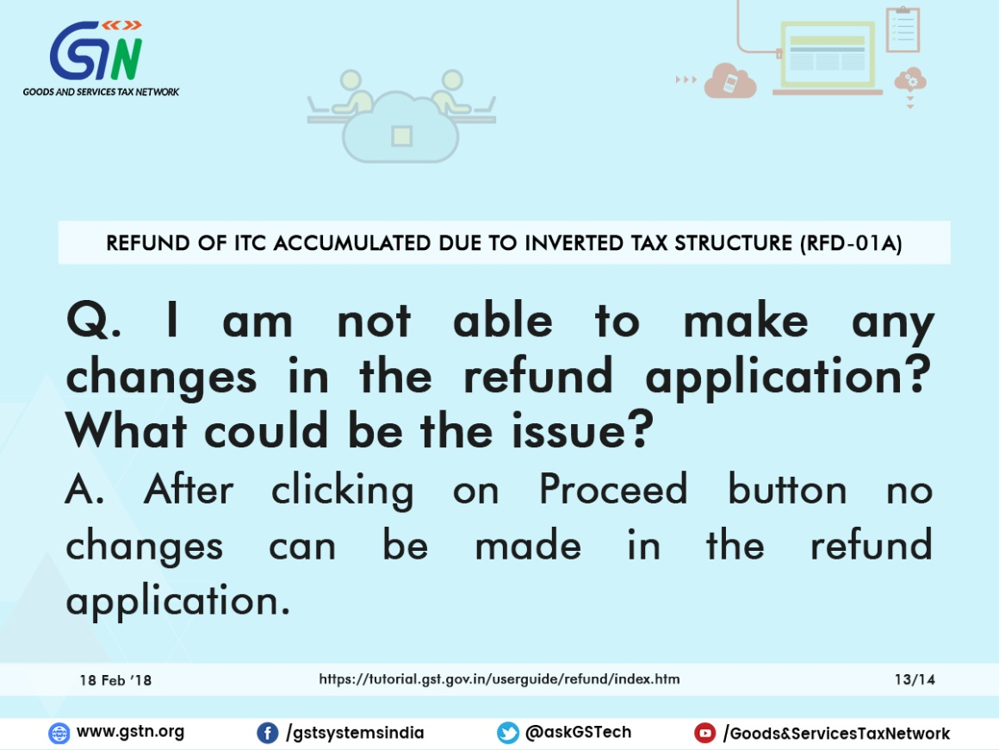 GSTN
GOODS AND SERVICES TAX NETWORK
REFUND OF ITC ACCUMULATED DUE TO INVERTED TAX STRUCTURE (RFD-01A)
Q. I am not able to make any
changes in the refund application?
What could be the issue?
A. After clicking on Proceed button no
changes can be made in the refund
application.
18 Feb '18 https://tutorial.gst.gov.in/userguide/refund/index.htm 13/14
www.gstn.org /gstsystemsindia @askGSTech /Goods&ServicesTaxNetwork